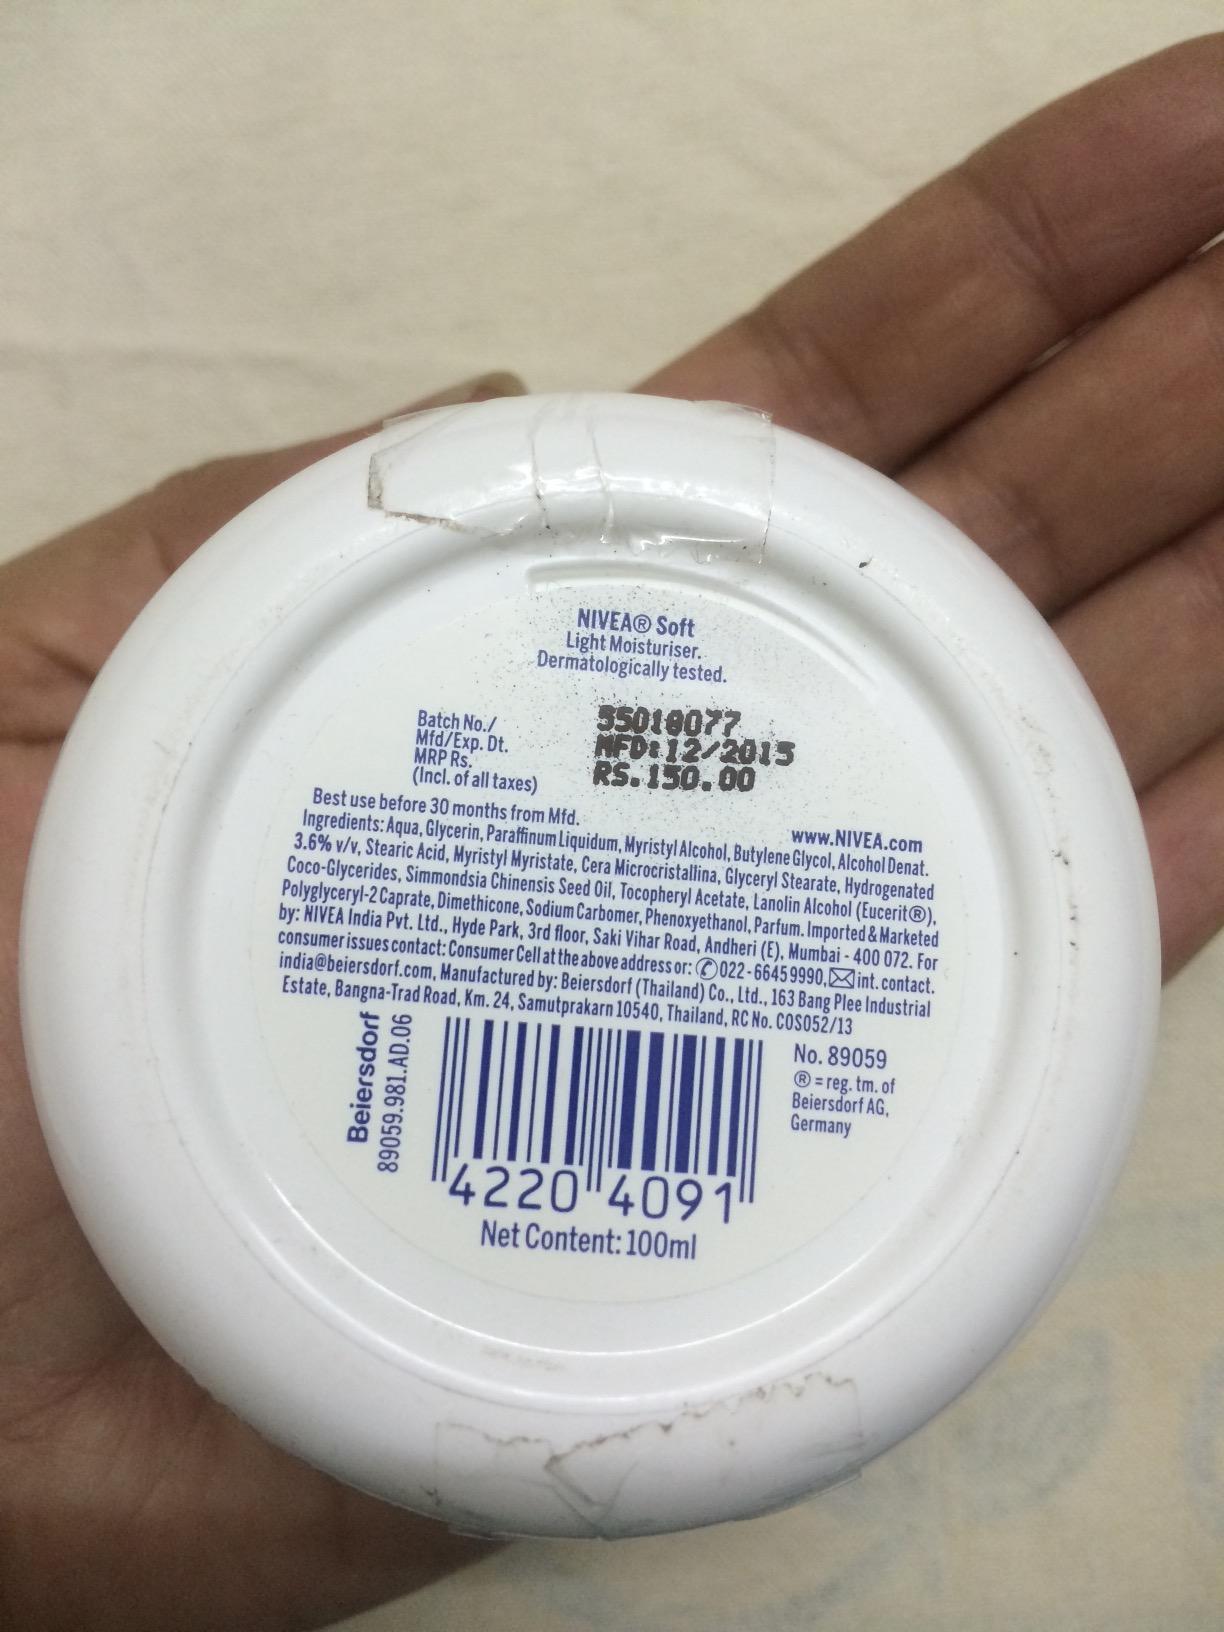 NIVEA® Soft
Light Moisturiser.
Dermatologically tested.
Batch No./
Mfd/Exp. Dt.
MRP Rs.
(Incl. of all taxes)
55018077
MFD:12/2015
RS.150.00
Best use before 30 months from Mfd.
www.NIVEA.com
Ingredients: Aqua, Glycerin, Paraffinum Liquidum, Myristyl Alcohol, Butylene Glycol, Alcohol Denat.
3.6% v/v, Stearic Acid, Myristyl Myristate, Cera Microcristallina, Glyceryl Stearate, Hydrogenated
Coco-Glycerides, Simmondsia Chinensis Seed Oil, Tocopheryl Acetate, Lanolin Alcohol (Eucerit®),
Polyglyceryl-2 Caprate, Dimethicone, Sodium Carbomer, Phenoxyethanol, Parfum. Imported & Marketed
by: NIVEA India Pvt. Ltd., Hyde Park, 3rd floor, Saki Vihar Road, Andheri (E), Mumbai - 400 072. For
consumer issues contact: Consumer Cell at the above address or: 022-66459990, int. contact.
india@beiersdorf.com, Manufactured by: Beiersdorf (Thailand) Co., Ltd., 163 Bang Plee Industrial
Estate, Bangna-Trad Road, Km. 24, Samutprakarn 10540, Thailand, RC No. COS052/13
Beiersdorf
89059.981.AD.06
No. 89059
® = reg. tm. of
Beiersdorf AG,
Germany
4220 4091
Net Content: 100ml